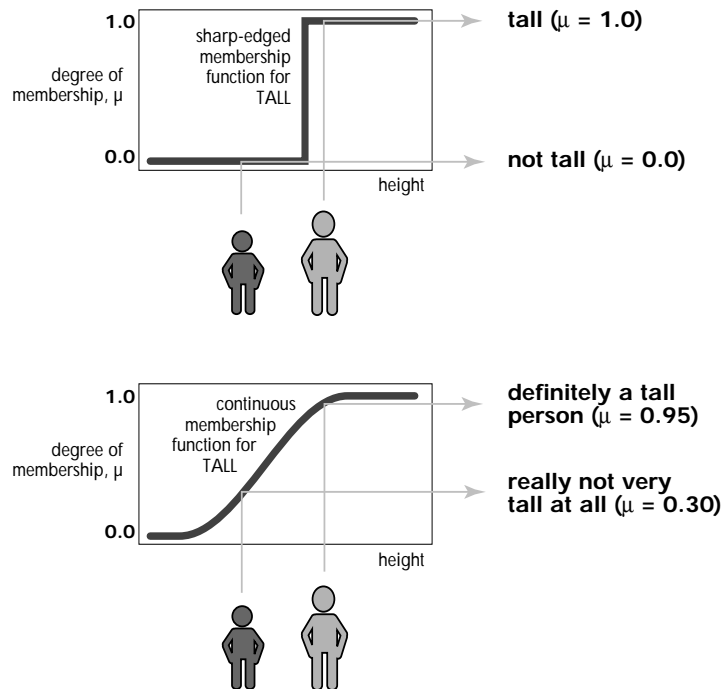 1.0
sharp-edged
membership
function for
TALL
degree of
membership, μ
0.0
height
tall (μ = 1.0)
not tall (μ = 0.0)
1.0
continuous
membership
function for
TALL
degree of
membership, μ
0.0
height
definitely a tall
person (μ = 0.95)
really not very
tall at all (μ = 0.30)